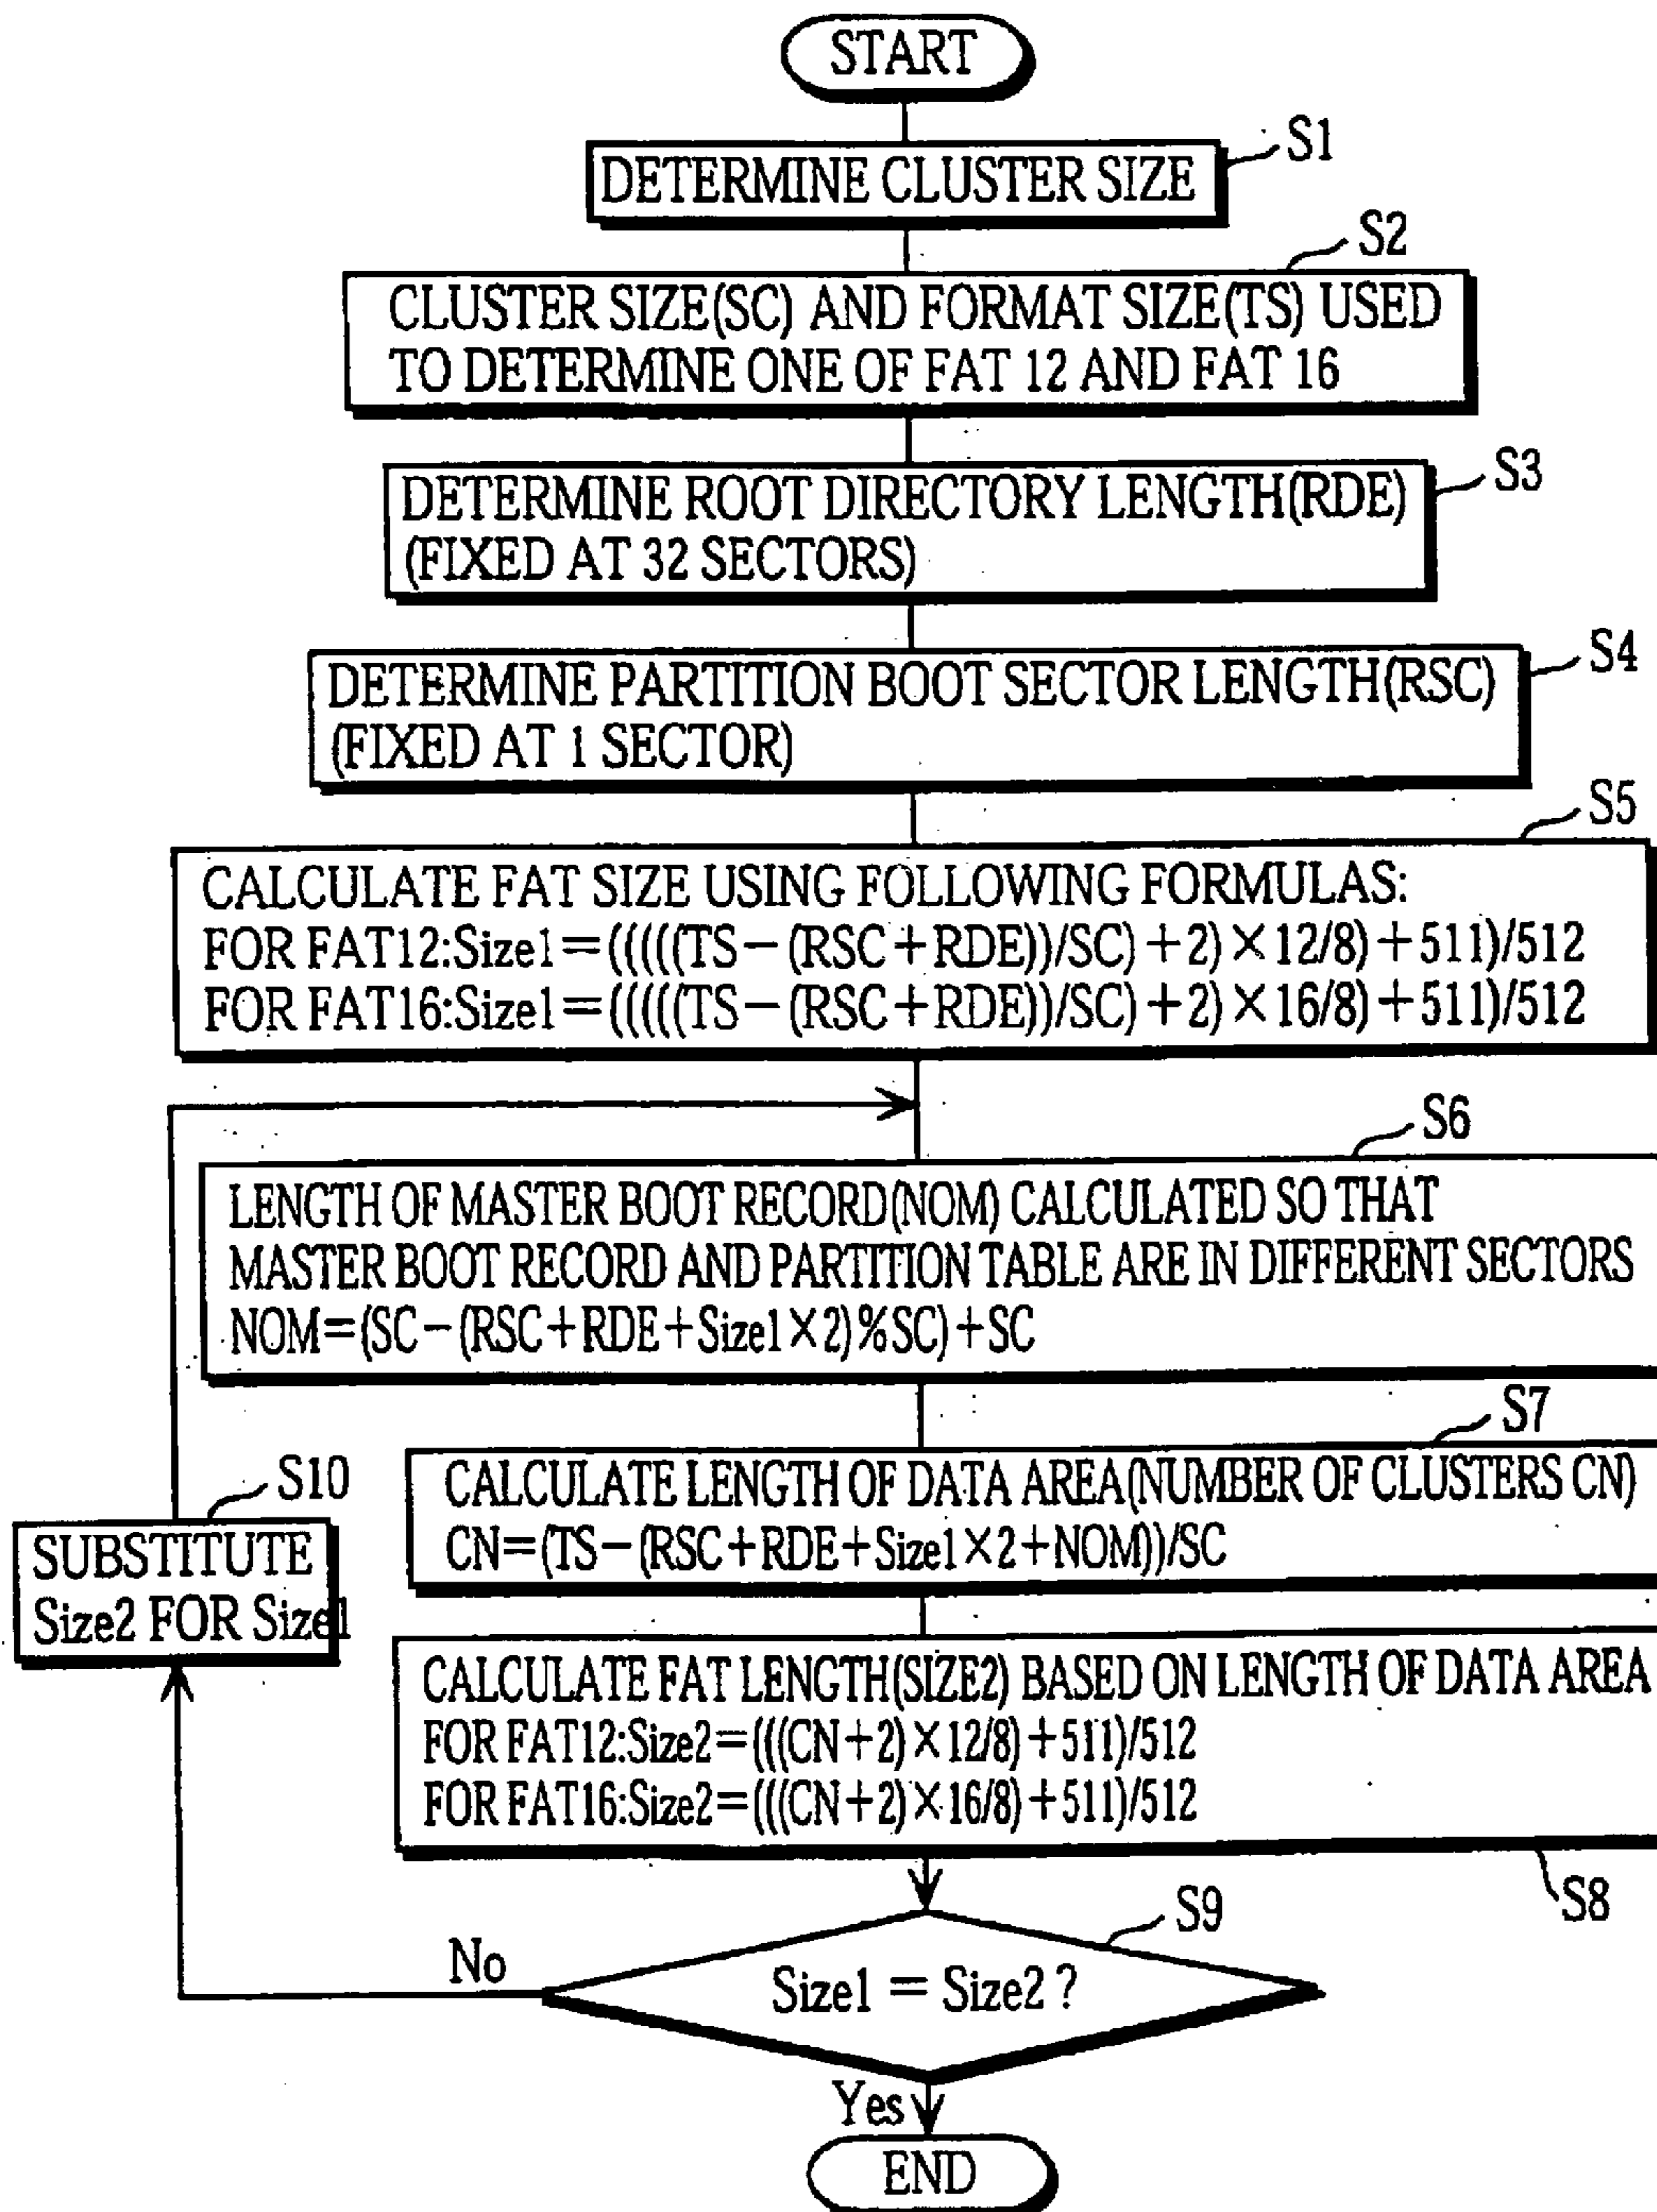 START
S1
DETERMINE CLUSTER SIZE
S2
CLUSTER SIZE(SC) AND FORMAT SIZE(TS) USED
TO DETERMINE ONE OF FAT 12 AND FAT 16
S3
DETERMINE ROOT DIRECTORY LENGTH(RDE)
(FIXED AT 32 SECTORS)
S4
DETERMINE PARTITION BOOT SECTOR LENGTH(RSC)
(FIXED AT 1 SECTOR)
S5
CALCULATE FAT SIZE USING FOLLOWING FORMULAS:
FOR FAT12:Size1=(((((TS-(RSC+RDE))/SC)+2)×12/8)+511)/512
FOR FAT16:Size1=(((((TS-(RSC+RDE))/SC)+2)×16/8)+511)/512
S6
LENGTH OF MASTER BOOT RECORD(NOM) CALCULATED SO THAT
MASTER BOOT RECORD AND PARTITION TABLE ARE IN DIFFERENT SECTORS
NOM=(SC-(RSC+RDE+Size1×2)%SC)+SC
S7
CALCULATE LENGTH OF DATA AREA(NUMBER OF CLUSTERS CN)
CN=(TS-(RSC+RDE+Size1×2+NOM))/SC
S10
SUBSTITUTE
Size2 FOR Size1
CALCULATE FAT LENGTH(SIZE2) BASED ON LENGTH OF DATA AREA
FOR FAT12:Size2=(((CN+2)×12/8)+511)/512
FOR FAT16:Size2=(((CN+2)×16/8)+511)/512
S8
S9
No
Size1 = Size2 ?
Yes
END